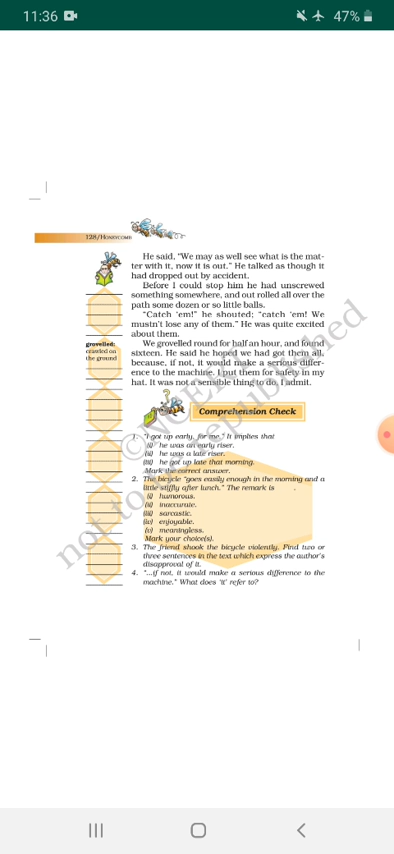 11:36
47%
128/HONEYCOMB
He said, "We may as well see what is the mat-
ter with it, now it is out." He talked as though it
had dropped out by accident.
Before I could stop him he had unscrewed
something somewhere, and out rolled all over the
path some dozen or so little balls.
"Catch 'em!" he shouted; "catch 'em! We
mustn't lose any of them." He was quite excited
about them.
grovelled:
crawled on
the ground
We grovelled round for half an hour, and found
sixteen. He said he hoped we had got them all,
because, if not, it would make a serious differ-
ence to the machine. I put them for safety in my
hat. It was not a sensible thing to do, I admit.
Comprehension Check
1. "I got up early, for me." It implies that
(i) he was an early riser.
(ii) he was a late riser.
(iii) he got up late that morning.
Mark the correct answer.
2. The bicycle "goes easily enough in the morning and a
little stiffly after lunch." The remark is .
(i) humorous.
(ii) inaccurate.
(iii) sarcastic.
(iv) enjoyable.
(v) meaningless.
Mark your choice(s).
3. The friend shook the bicycle violently. Find two or
three sentences in the text which express the author's
disapproval of it.
4. "...if not, it would make a serious difference to the
machine." What does 'it' refer to?
© NCERT
not to be republished